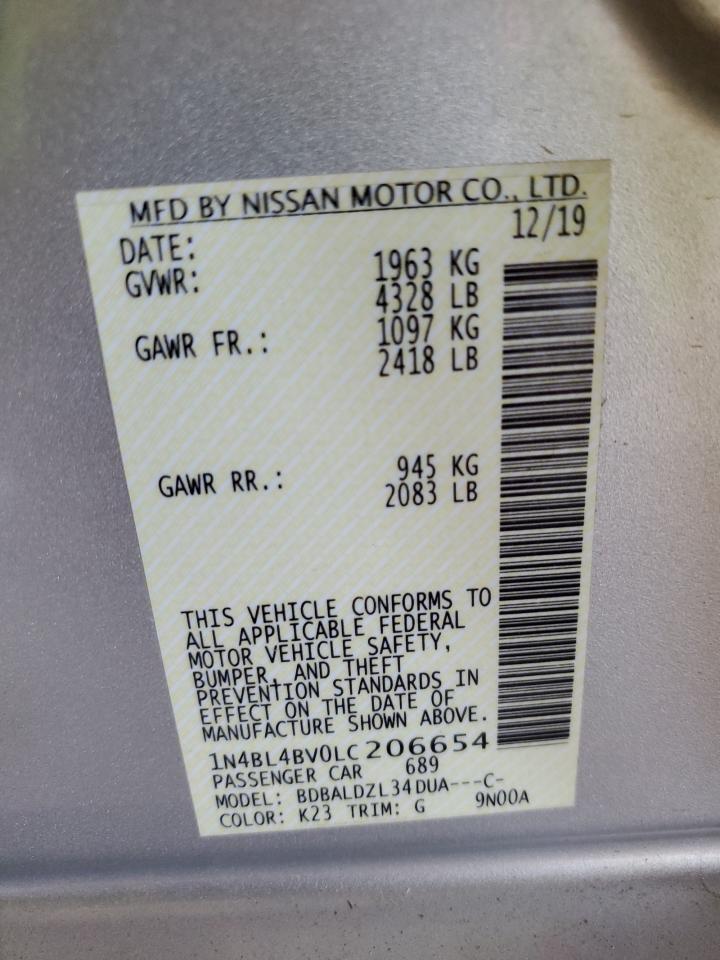 MFD BY NISSAN MOTOR CO., LTD.
DATE: 12/19
GVWR: 1963 KG
4328 LB
GAWR FR.: 1097 KG
2418 LB
GAWR RR.: 945 KG
2083 LB
THIS VEHICLE CONFORMS TO
ALL APPLICABLE FEDERAL
MOTOR VEHICLE SAFETY,
BUMPER, AND THEFT
PREVENTION STANDARDS IN
EFFECT ON THE DATE OF
MANUFACTURE SHOWN ABOVE.
1N4BL4BV0LC206654
PASSENGER CAR 689
MODEL: BDBALDZL34DUA---C-
COLOR: K23 TRIM: G 9N00A